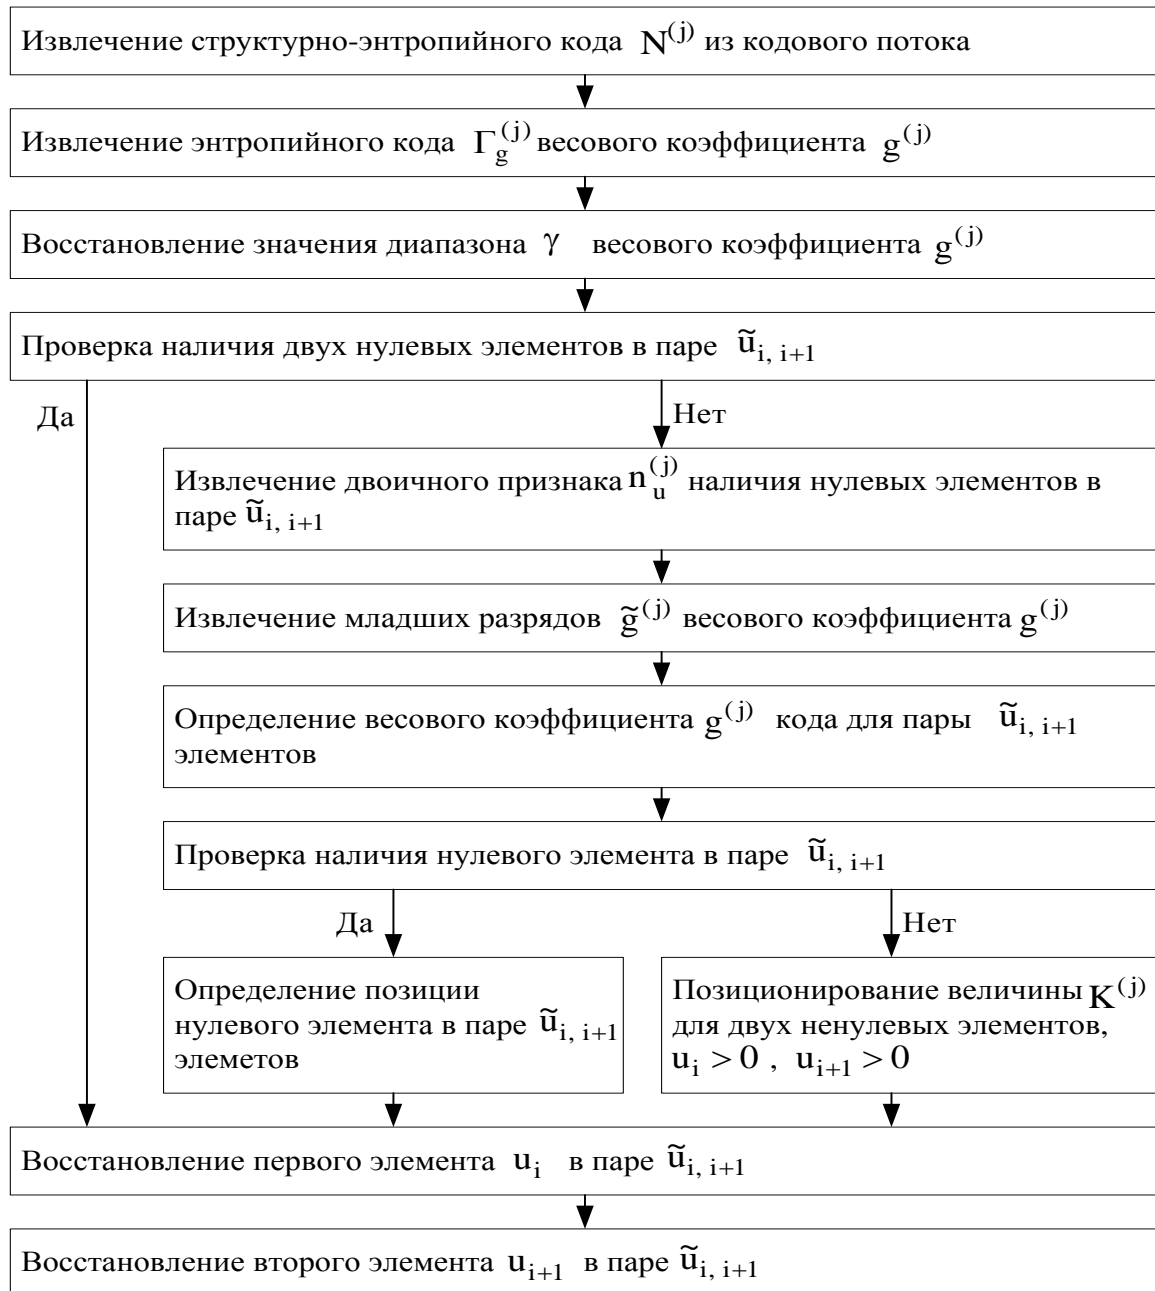 Извлечение структурно-энтропийного кода N^(j) из кодового потока
Извлечение энтропийного кода Γ_g^(j) весового коэффициента g^(j)
Восстановление значения диапазона γ весового коэффициента g^(j)
Проверка наличия двух нулевых элементов в паре ũ_i, i+1
Да
Нет
Извлечение двоичного признака n_u^(j) наличия нулевых элементов в
паре ũ_i, i+1
Извлечение младших разрядов g̃^(j) весового коэффициента g^(j)
Определение весового коэффициента g^(j) кода для пары ũ_i, i+1
элементов
Проверка наличия нулевого элемента в паре ũ_i, i+1
Да
Нет
Определение позиции
нулевого элемента в паре ũ_i, i+1
элеметов
Позиционирование величины K^(j)
для двух ненулевых элементов,
u_i > 0 , u_i+1 > 0
Восстановление первого элемента u_i в паре ũ_i, i+1
Восстановление второго элемента u_i+1 в паре ũ_i, i+1